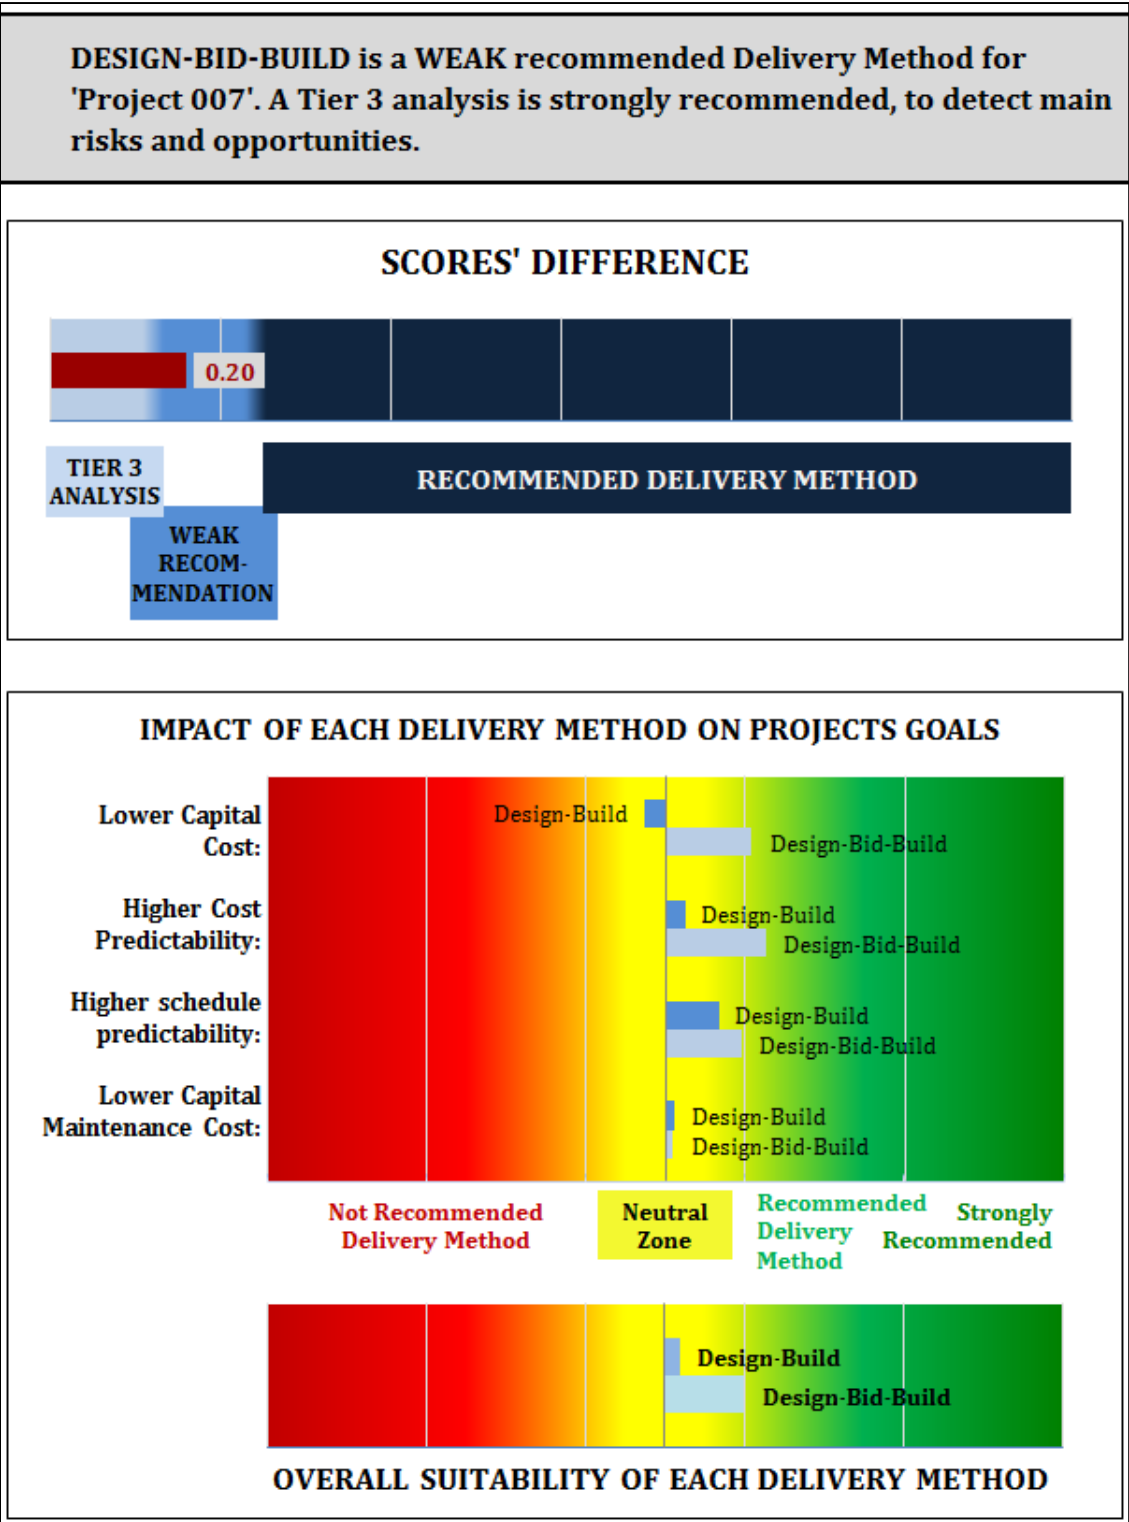 DESIGN-BID-BUILD is a WEAK recommended Delivery Method for
'Project 007'. A Tier 3 analysis is strongly recommended, to detect main
risks and opportunities.
SCORES' DIFFERENCE
0.20
TIER 3
ANALYSIS
RECOMMENDED DELIVERY METHOD
WEAK
RECOM-
MENDATION
IMPACT OF EACH DELIVERY METHOD ON PROJECTS GOALS
Lower Capital
Cost:
Design-Build
Design-Bid-Build
Higher Cost
Predictability:
Design-Build
Design-Bid-Build
Higher schedule
predictability:
Design-Build
Design-Bid-Build
Lower Capital
Maintenance Cost:
Design-Build
Design-Bid-Build
Not Recommended
Delivery Method
Neutral
Zone
Recommended
Delivery
Method
Strongly
Recommended
Design-Build
Design-Bid-Build
OVERALL SUITABILITY OF EACH DELIVERY METHOD